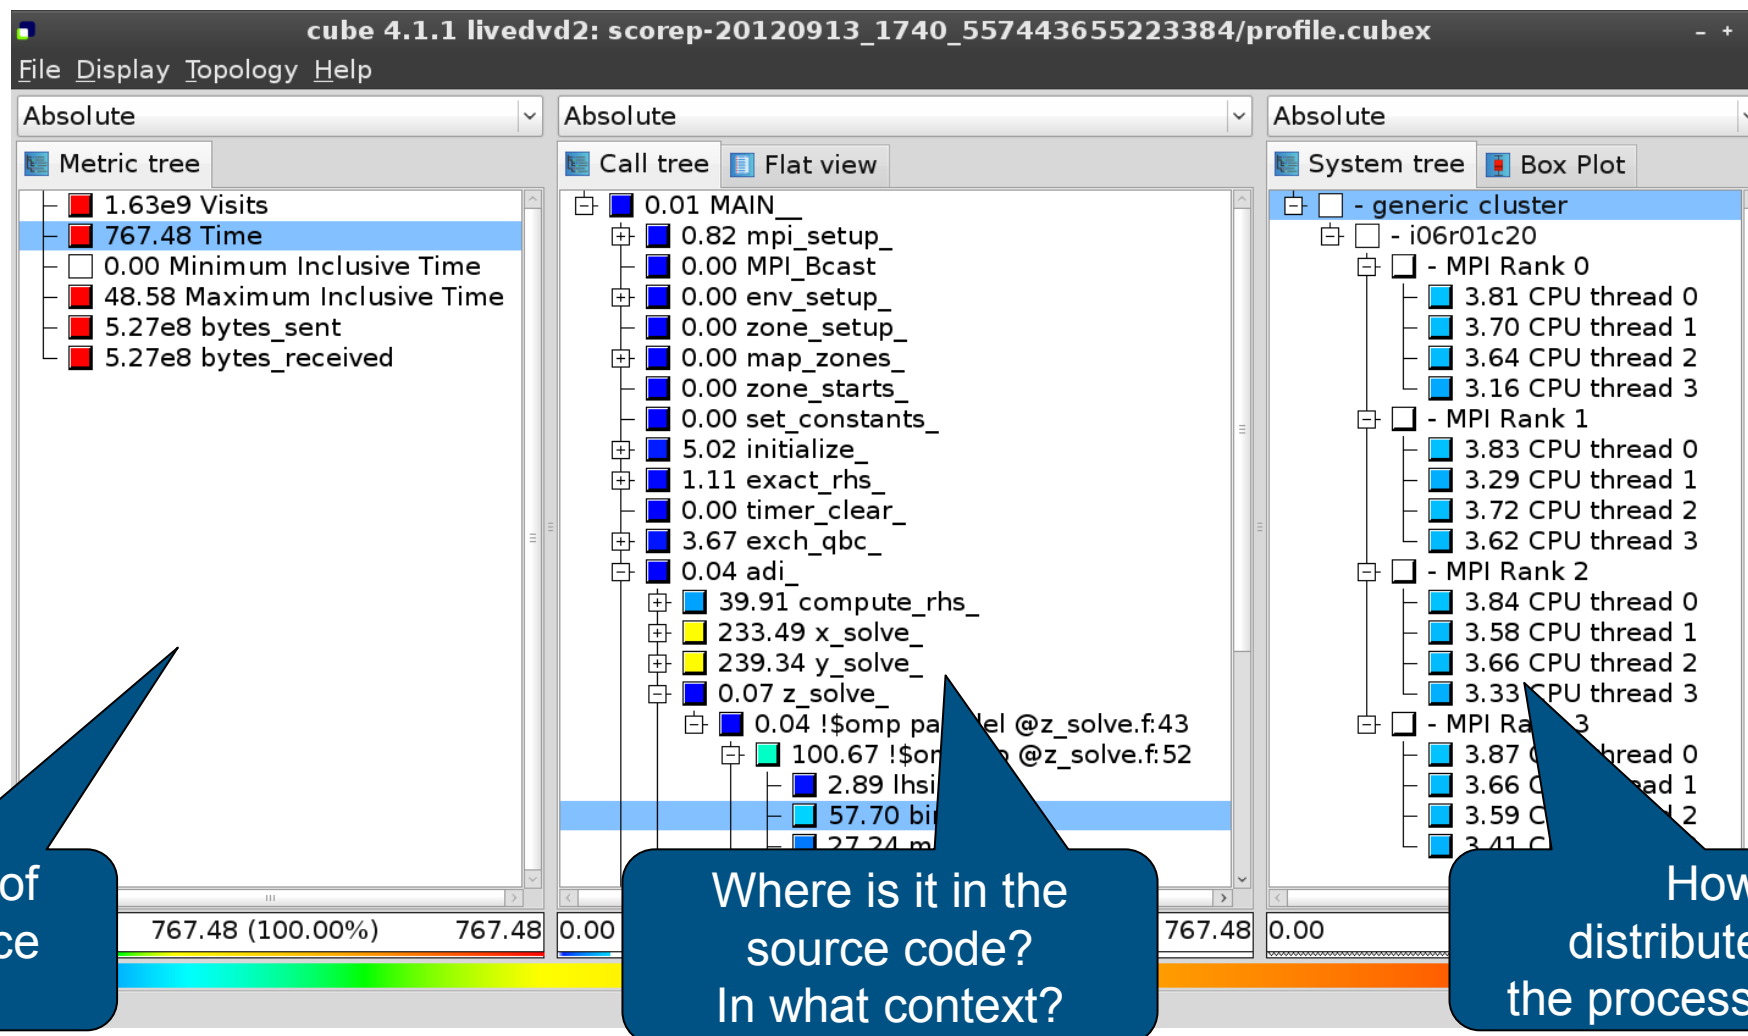 cube 4.1.1 livedvd2: scorep-20120913_1740_557443655223384/profile.cubex
File Display Topology Help
Absolute
Metric tree
1.63e9 Visits
767.48 Time
0.00 Minimum Inclusive Time
48.58 Maximum Inclusive Time
5.27e8 bytes_sent
5.27e8 bytes_received
767.48 (100.00%) 767.48
Absolute
Call tree Flat view
0.01 MAIN__
0.82 mpi_setup_
0.00 MPI_Bcast
0.00 env_setup_
0.00 zone_setup_
0.00 map_zones_
0.00 zone_starts_
0.00 set_constants_
5.02 initialize_
1.11 exact_rhs_
0.00 timer_clear_
3.67 exch_qbc_
0.04 adi_
39.91 compute_rhs_
233.49 x_solve_
239.34 y_solve_
0.07 z_solve_
0.04 !$omp @z_solve.f:43
100.67 @z_solve.f:52
2.89
57.70
27.24
0.00 767.48
Absolute
System tree Box Plot
- generic cluster
- i06r01c20
- MPI Rank 0
3.81 CPU thread 0
3.70 CPU thread 1
3.64 CPU thread 2
3.16 CPU thread 3
- MPI Rank 1
3.83 CPU thread 0
3.29 CPU thread 1
3.72 CPU thread 2
3.62 CPU thread 3
- MPI Rank 2
3.84 CPU thread 0
3.58 CPU thread 1
3.66 CPU thread 2
3.33 CPU thread 3
- MPI 3
3.87 0
3.66 1
3.59 2
3.41
0.00
of
Where is it in the
source code?
In what context?
How
the